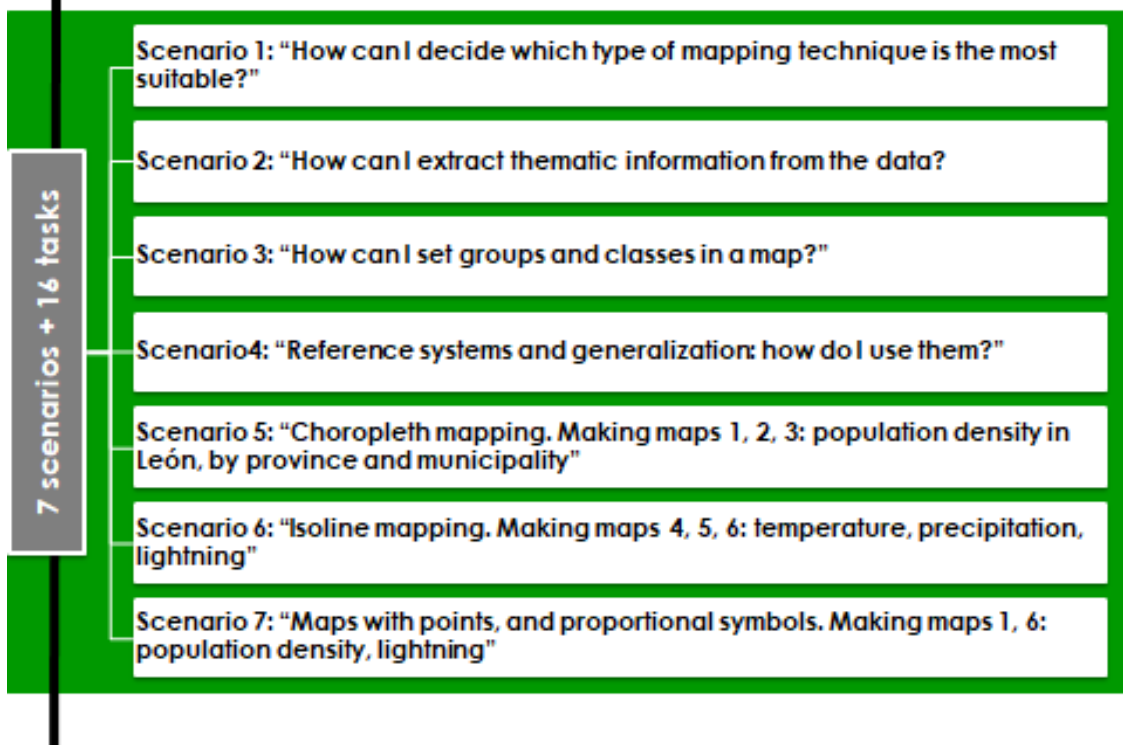 7 scenarios + 16 tasks
Scenario 1: “How can I decide which type of mapping technique is the most
suitable?”
Scenario 2: “How can I extract thematic information from the data?
Scenario 3: “How can I set groups and classes in a map?”
Scenario4: “Reference systems and generalization: how do I use them?”
Scenario 5: “Choropleth mapping. Making maps 1, 2, 3: population density in
León, by province and municipality”
Scenario 6: “Isoline mapping. Making maps 4, 5, 6: temperature, precipitation,
lightning”
Scenario 7: “Maps with points, and proportional symbols. Making maps 1, 6:
population density, lightning”